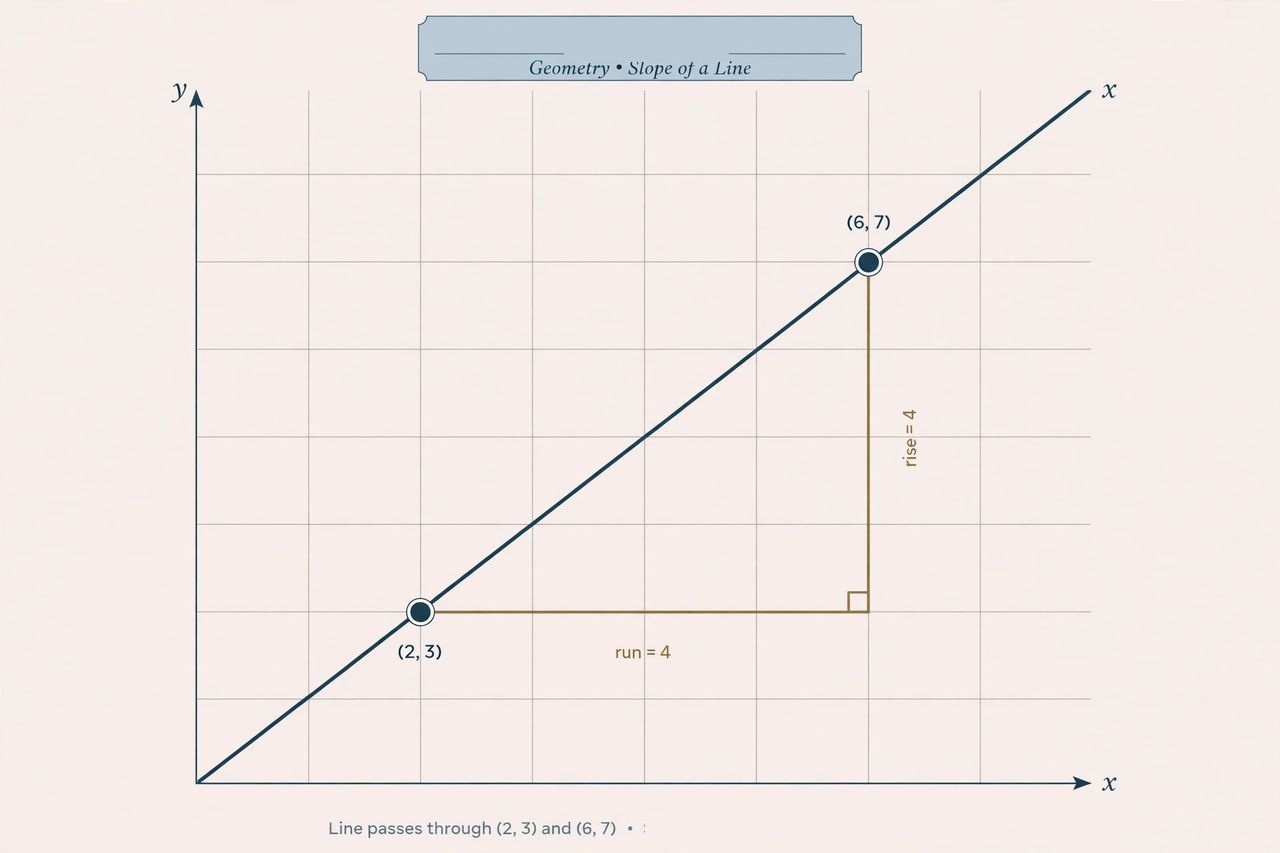 Geometry • Slope of a Line
y
x
(6, 7)
rise = 4
(2, 3)
run = 4
x
Line passes through (2, 3) and (6, 7) •